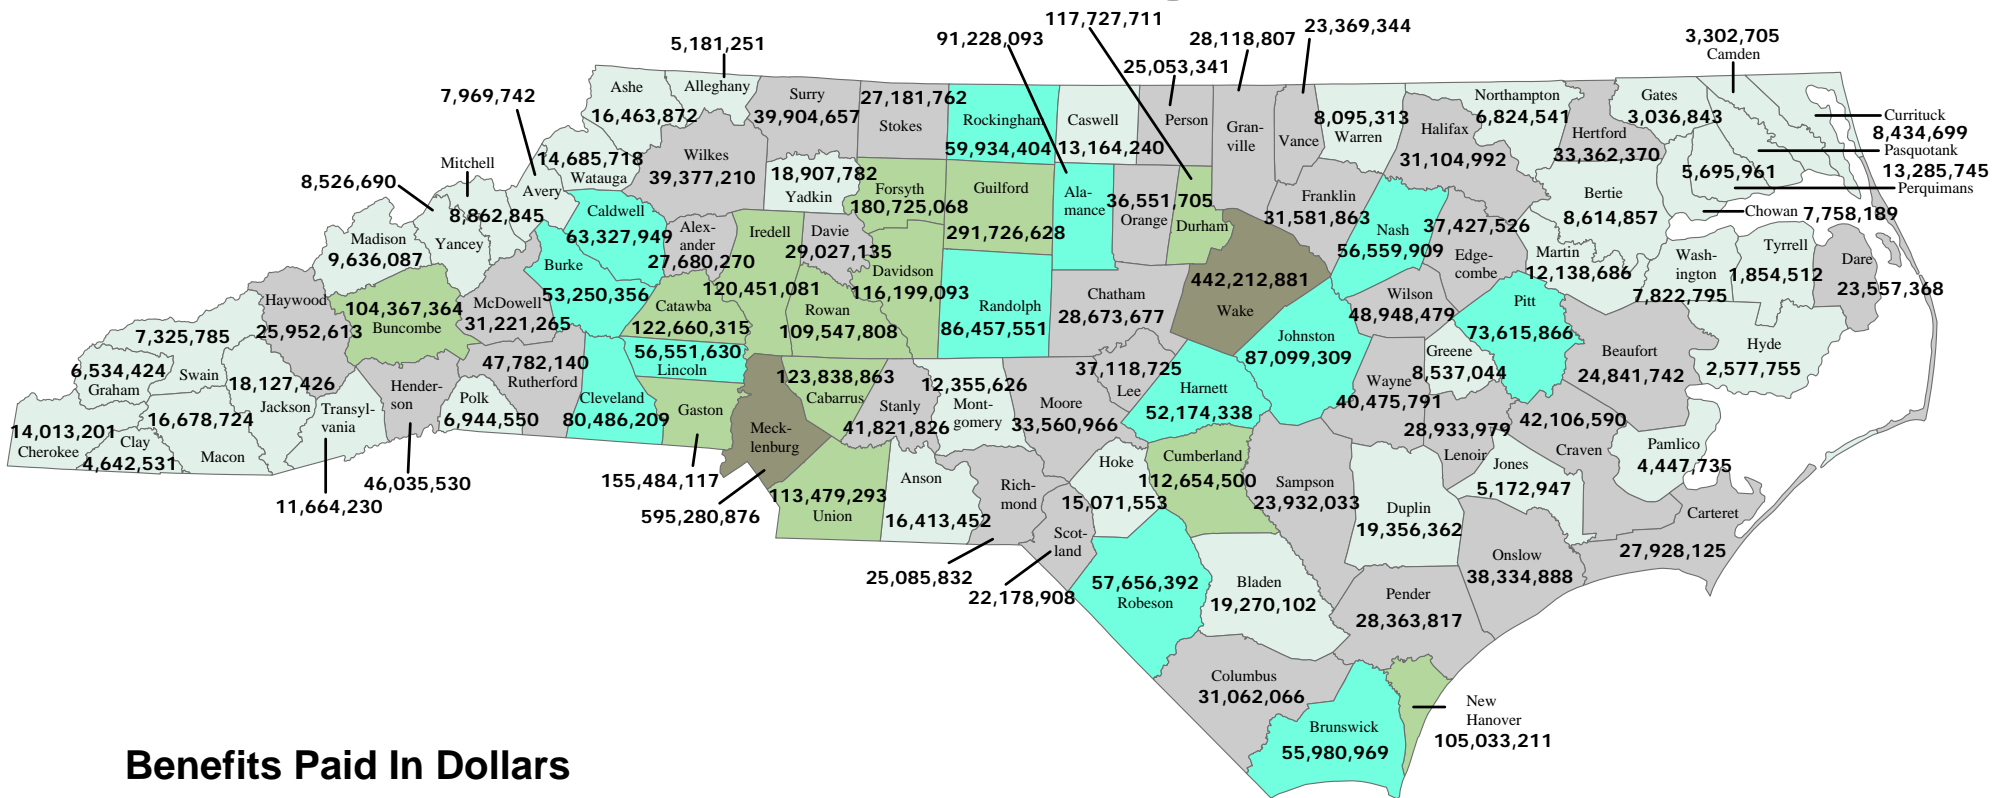 117,727,711
23,369,344
91,228,093
28,118,807
3,302,705
Camden
5,181,251
25,053,341
7,969,742
Ashe
Alleghany
16,463,872
Surry
39,904,657
27,181,762
Stokes
Rockingham
59,934,404
Caswell
13,164,240
Person
Gran-
ville
Vance
8,095,313
Warren
Halifax
31,104,992
Northampton
6,824,541
Hertford
33,362,370
Gates
3,036,843
Currituck
8,434,699
Pasquotank
13,285,745
Perquimans
5,695,961
Chowan 7,758,189
Mitchell
8,526,690
14,685,718
Watauga
Wilkes
39,377,210
18,907,782
Yadkin
Forsyth
180,725,068
Guilford
291,726,628
Ala-
mance
36,551,705
Orange
Durham
Franklin
31,581,863
Nash
56,559,909
37,427,526
Edge-
combe
Bertie
8,614,857
Martin
12,138,686
Wash-
ington
7,822,795
Tyrrell
1,854,512
Dare
23,557,368
Avery
8,862,845
Yancey
Madison
9,636,087
Caldwell
63,327,949
Alex-
ander
27,680,270
Iredell
120,451,081
Davie
29,027,135
Davidson
116,199,093
Randolph
86,457,551
Chatham
28,673,677
442,212,881
Wake
Wilson
48,948,479
Pitt
73,615,866
Beaufort
24,841,742
Hyde
2,577,755
Burke
53,250,356
McDowell
31,221,265
104,367,364
Buncombe
Haywood
25,952,613
7,325,785
Swain
6,534,424
Graham
Catawba
122,660,315
Rowan
109,547,808
56,551,630
Lincoln
47,782,140
Rutherford
Cleveland
80,486,209
Gaston
155,484,117
123,838,863
Cabarrus
Stanly
41,821,826
12,355,626
Mont-
gomery
Moore
33,560,966
37,118,725
Lee
Harnett
52,174,338
Johnston
87,099,309
Wayne
40,475,791
Greene
8,537,044
28,933,979
Lenoir
42,106,590
Craven
Pamlico
4,447,735
Jones
5,172,947
Carteret
27,928,125
18,127,426
Jackson
Transyl-
vania
11,664,230
Hender-
son
46,035,530
Polk
6,944,550
16,678,724
Macon
14,013,201
Cherokee
Clay
4,642,531
Meck-
lenburg
595,280,876
113,479,293
Union
Anson
16,413,452
Rich-
mond
25,085,832
Scot-
land
22,178,908
Hoke
15,071,553
Cumberland
112,654,500
Sampson
23,932,033
Duplin
19,356,362
Onslow
38,334,888
57,656,392
Robeson
Bladen
19,270,102
Pender
28,363,817
Columbus
31,062,066
Brunswick
55,980,969
New
Hanover
105,033,211
Benefits Paid In Dollars